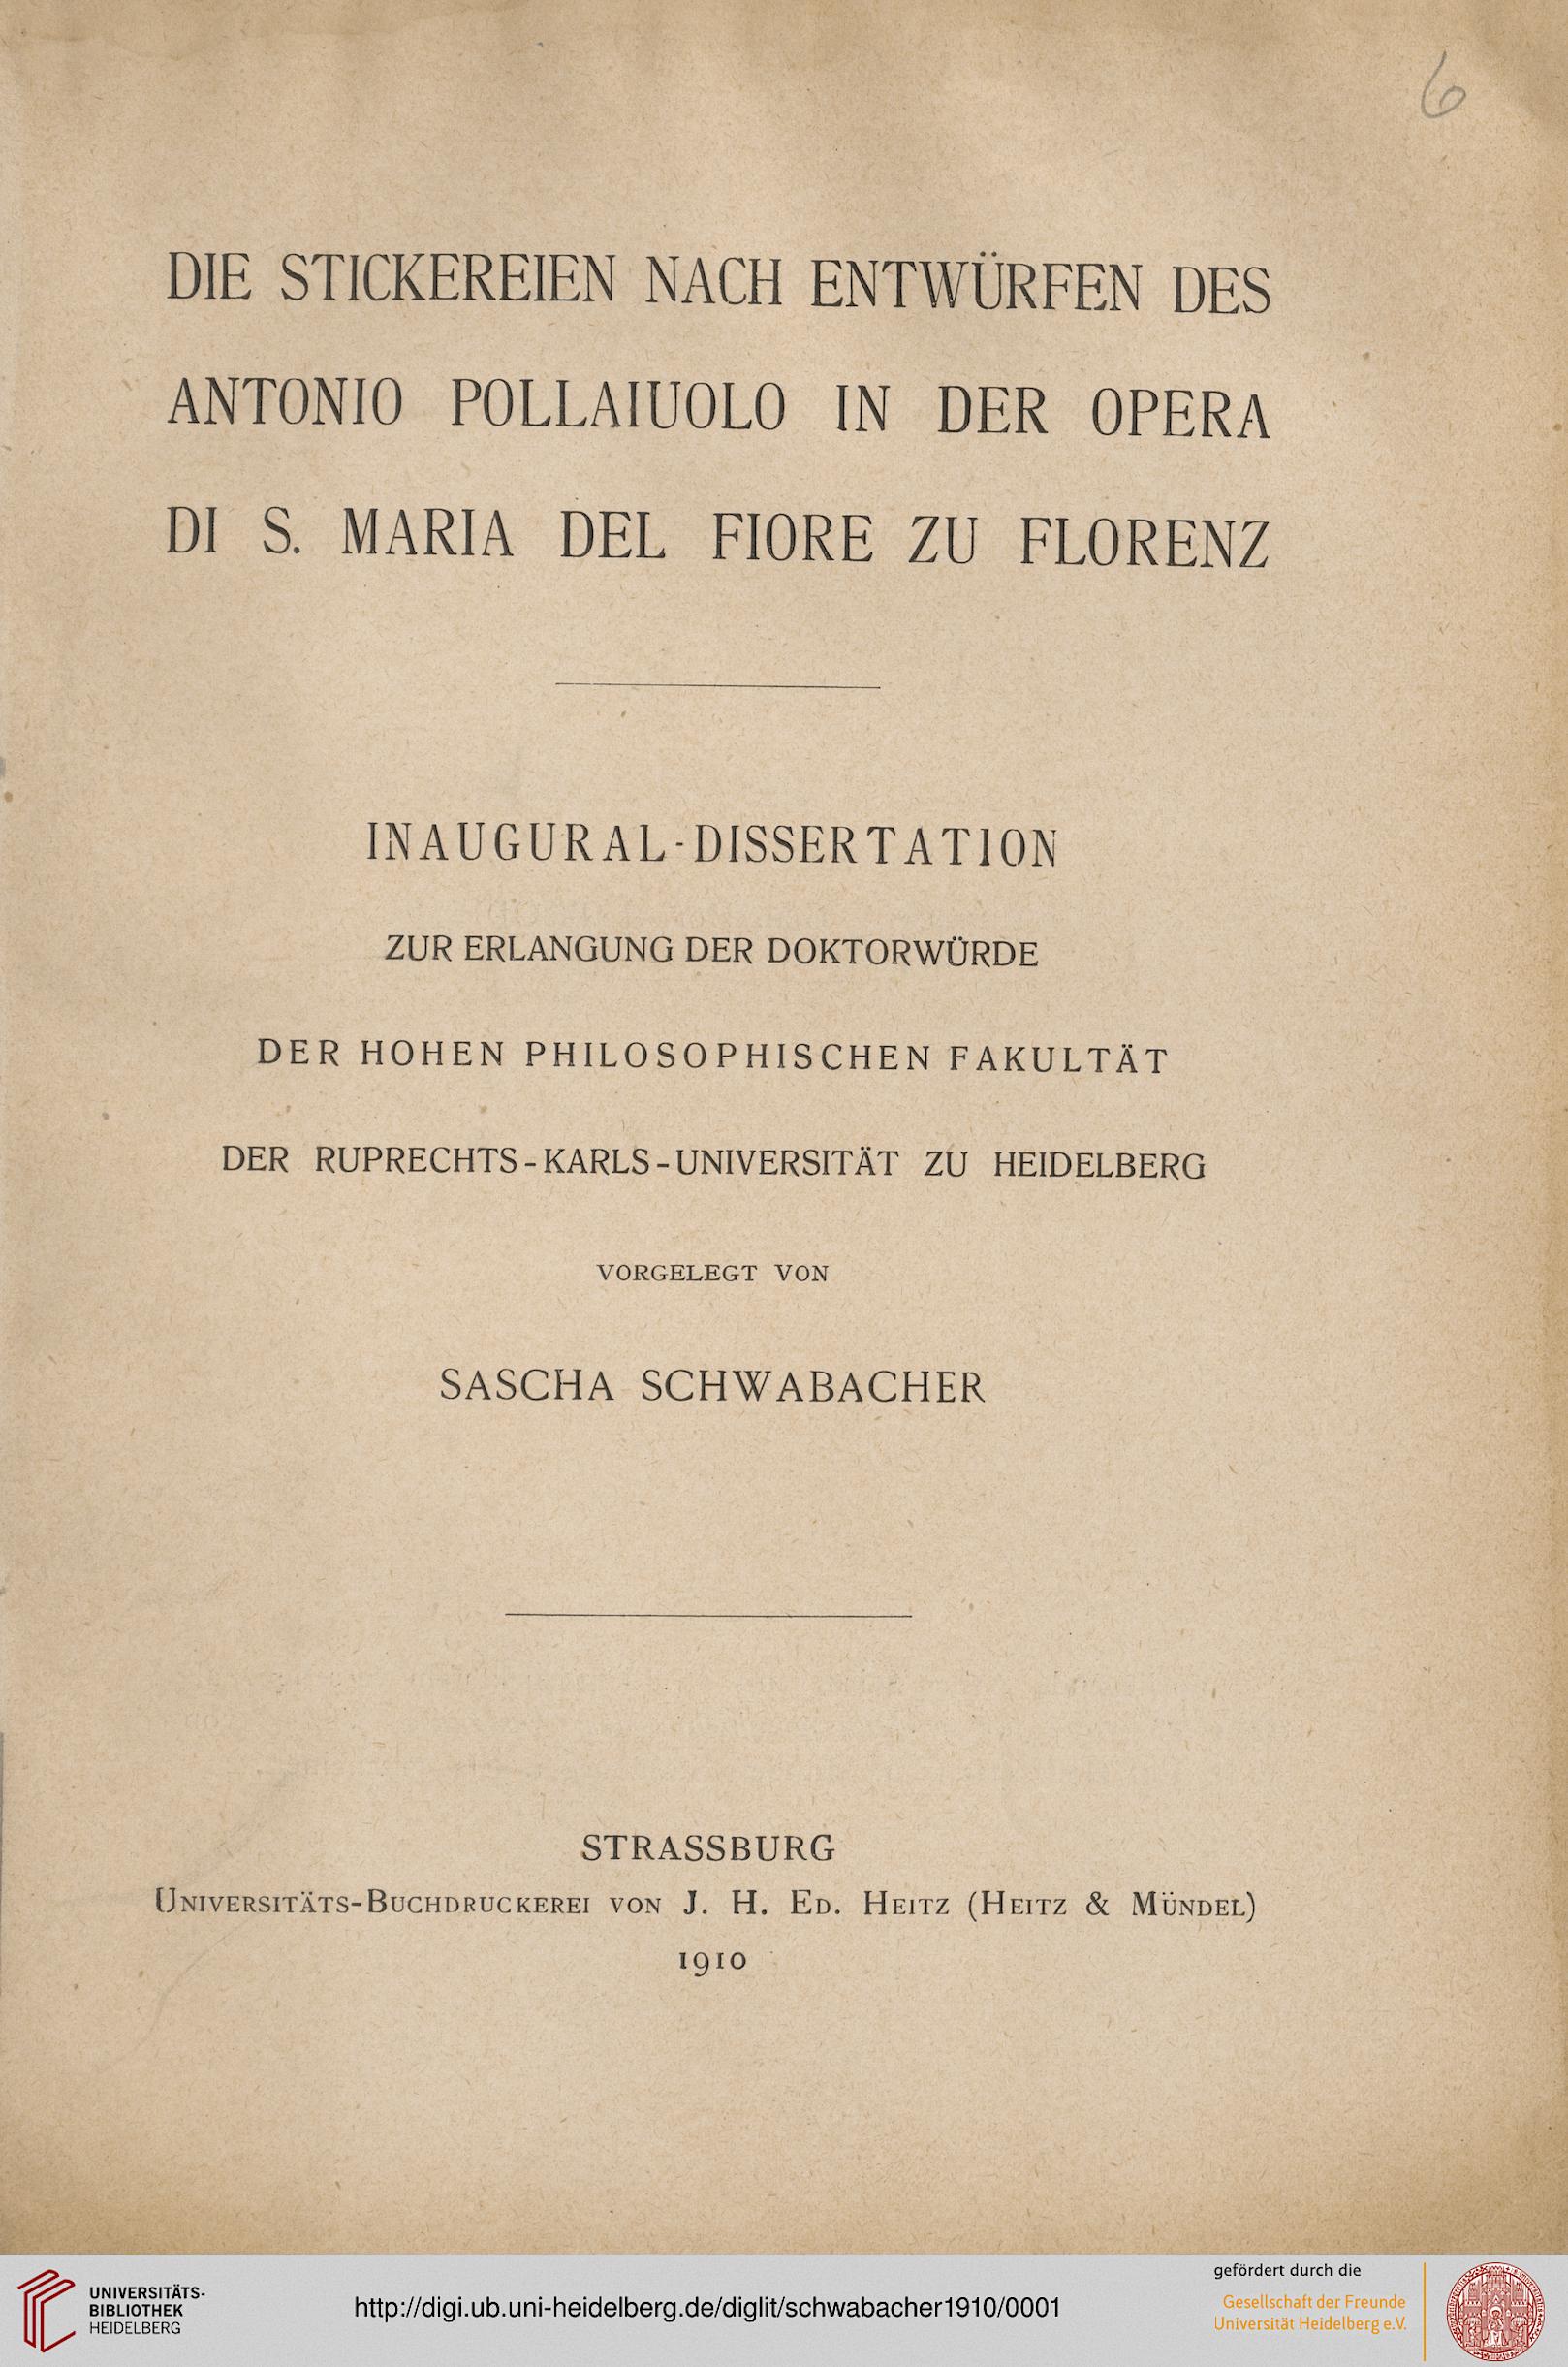 6
DIE STICKEREIEN NACH ENTWÜRFEN DES
ANTONIO POLLAIUOLO IN DER OPERA
DI S. MARIA DEL FIORE ZU FLORENZ
INAUGURAL-DISSERTATION
ZUR ERLANGUNG DER DOKTORWÜRDE
DER HOHEN PHILOSOPHISCHEN FAKULTÄT
DER RUPRECHTS-KARLS-UNIVERSITÄT ZU HEIDELBERG
VORGELEGT VON
SASCHA SCHWABACHER
STRASSBURG
UNIVERSITÄTS-BUCHDRUCKEREI VON J. H. ED. HEITZ (HEITZ & MÜNDEL)
1910
UNIVERSITÄTS-
BIBLIOTHEK
HEIDELBERG
http://digi.ub.uni-heidelberg.de/diglit/schwabacher1910/0001
gefördert durch die
Gesellschaft der Freunde
Universität Heidelberg e.V.